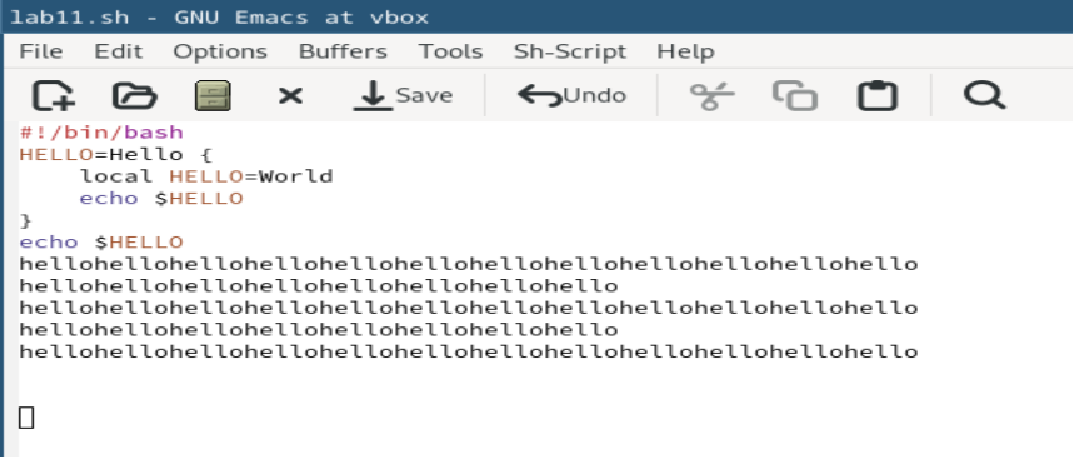 lab11.sh - GNU Emacs at vbox
File Edit Options Buffers Tools Sh-Script Help
Save Undo
#!/bin/bash
HELLO=Hello {
    local HELLO=World
    echo $HELLO
}
echo $HELLO
hellohellohellohellohellohellohellohellohellohellohellohello
hellohellohellohellohellohellohellohello
hellohellohellohellohellohellohellohellohellohellohellohello
hellohellohellohellohellohellohellohello
hellohellohellohellohellohellohellohellohellohellohellohello